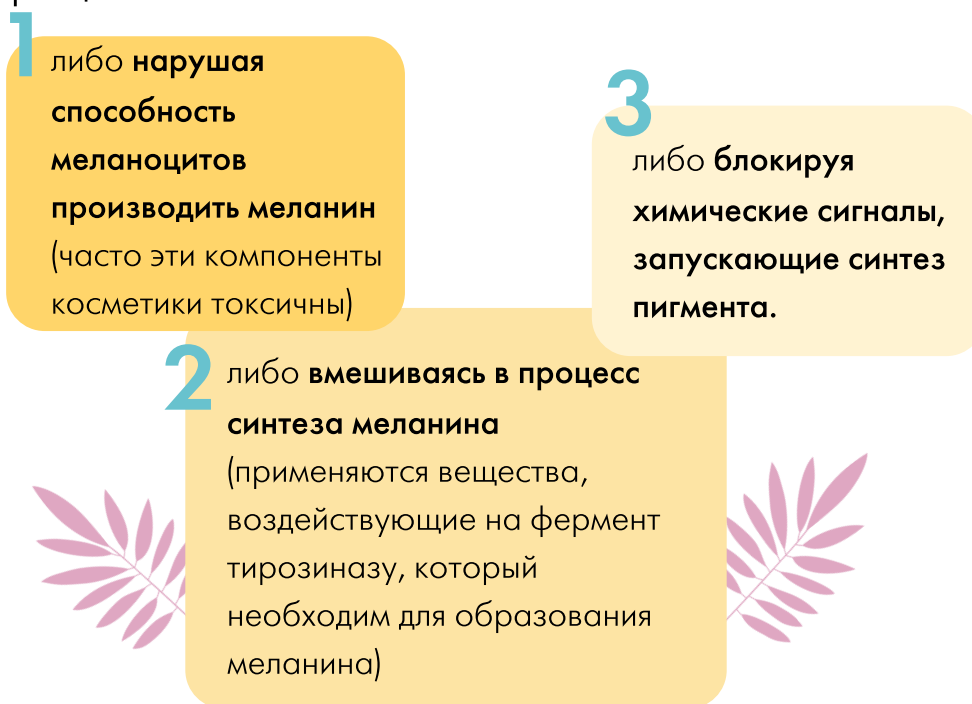 1
либо нарушая
способность
меланоцитов
производить меланин
(часто эти компоненты
косметики токсичны)
2
либо вмешиваясь в процесс
синтеза меланина
(применяются вещества,
воздействующие на фермент
тирозиназу, который
необходим для образования
меланина)
3
либо блокируя
химические сигналы,
запускающие синтез
пигмента.